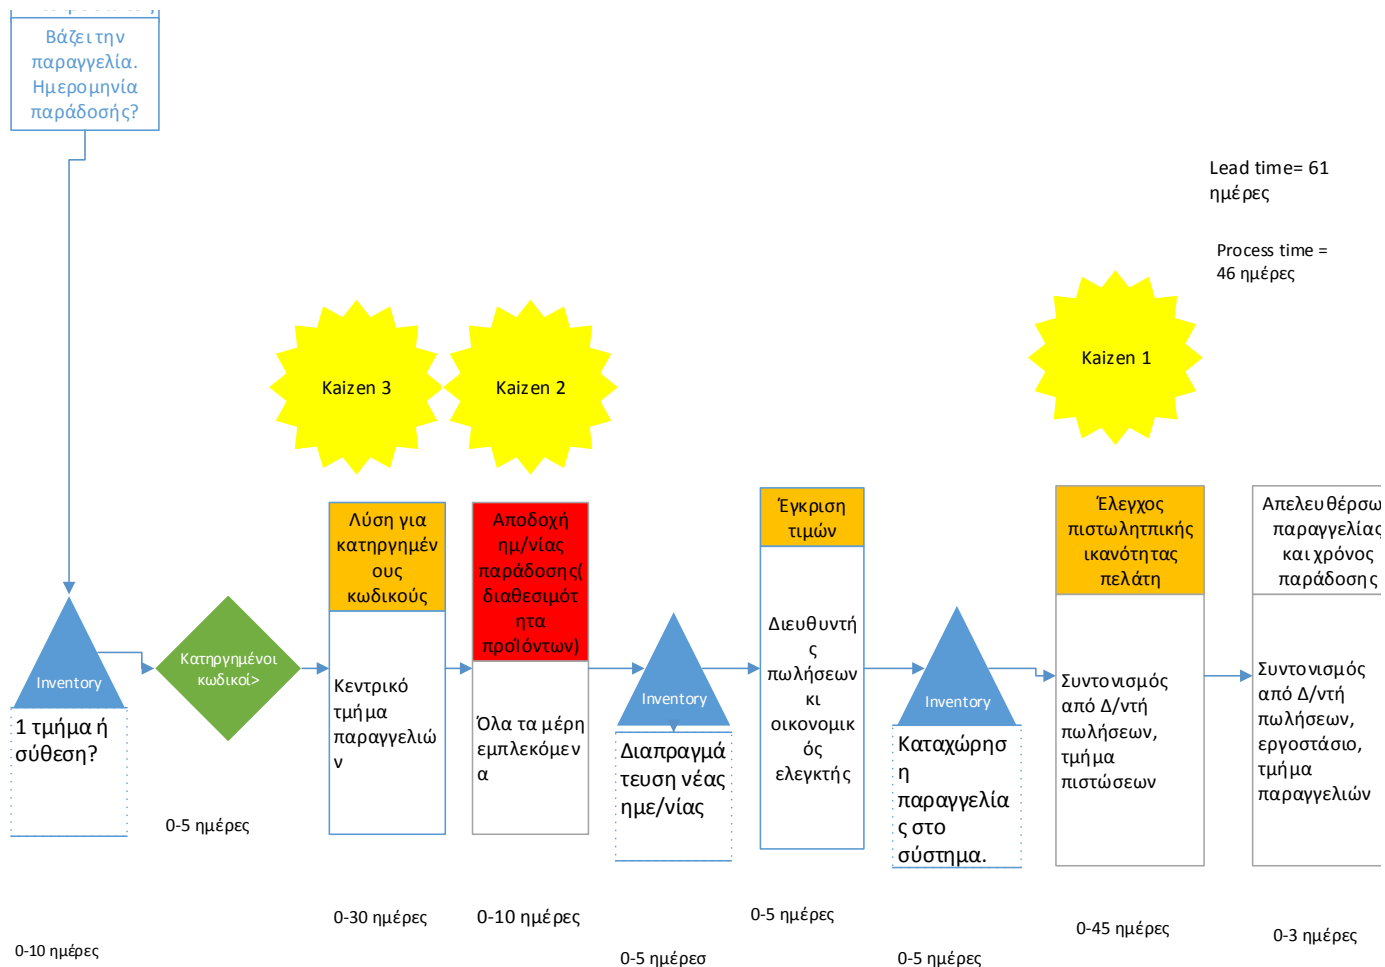 Βάζει την
παραγγελία.
Ημερομηνία
παράδοσής?
Lead time= 61
ημέρες
Process time =
46 ημέρες
Kaizen 3
Kaizen 2
Kaizen 1
Inventory
1 τμήμα ή
σύθεση?
0-10 ημέρες
Κατηργημένοι
κωδικοί>
0-5 ημέρες
Λύση για
κατηργημέν
ους
κωδικούς
Κεντρικό
τμήμα
παραγγελιώ
ν
0-30 ημέρες
Αποδοχή
ημ/νίας
παράδοσης(
διαθεσιμότ
ητα
προΪόντων)
Όλα τα μέρη
εμπλεκόμεν
α
0-10 ημέρες
Inventory
Διαπραγμά
τευση νέας
ημε/νίας
0-5 ημέρεσ
Έγκριση
τιμών
Διευθυντή
ς
πωλήσεων
κι
οικονομικ
ός
ελεγκτής
0-5 ημέρες
Inventory
Καταχώρησ
η
παραγγελία
ς στο
σύστημα.
0-5 ημέρες
Έλεγχος
πιστωλητπικής
ικανότητας
πελάτη
Συντονισμός
από Δ/ντή
πωλήσεων,
τμήμα
πιστώσεων
0-45 ημέρες
Απελευθέρσω
παραγγελίας
και χρόνος
παράδοσης
Συντονισμός
από Δ/ντή
πωλήσεων,
εργοστάσιο,
τμήμα
παραγγελιών
0-3 ημέρες